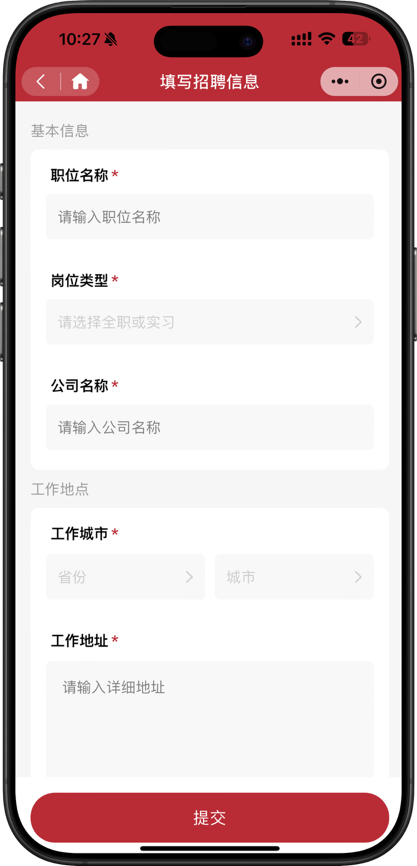 10:27
42
填写招聘信息
基本信息
职位名称 *
请输入职位名称
岗位类型 *
请选择全职或实习
公司名称 *
请输入公司名称
工作地点
工作城市 *
省份 城市
工作地址 *
请输入详细地址
提交